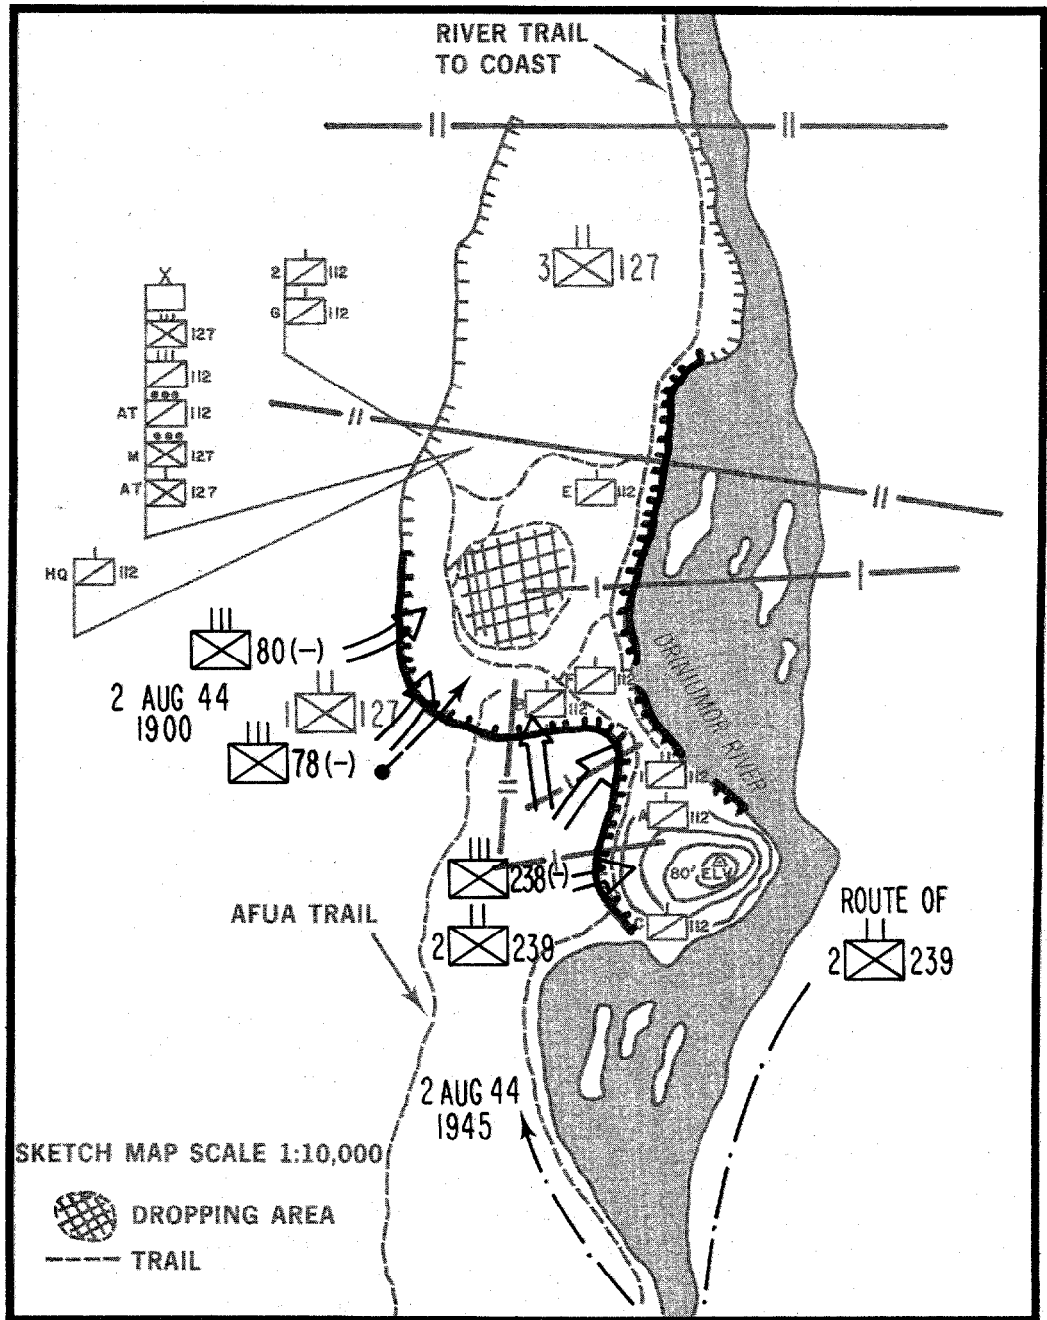 RIVER TRAIL
TO COAST
3 127
2 112
G 112
X
127
112
AT 112
M 127
AT 127
E 112
HQ 112
80(-)
2 AUG 44
1900
1 127
78(-)
F 112
B 112
DRINIUMOR RIVER
1 112
A 112
80' ELV
C 112
238(-)
2 239
AFUA TRAIL
ROUTE OF
2 239
2 AUG 44
1945
SKETCH MAP SCALE 1:10,000
DROPPING AREA
TRAIL